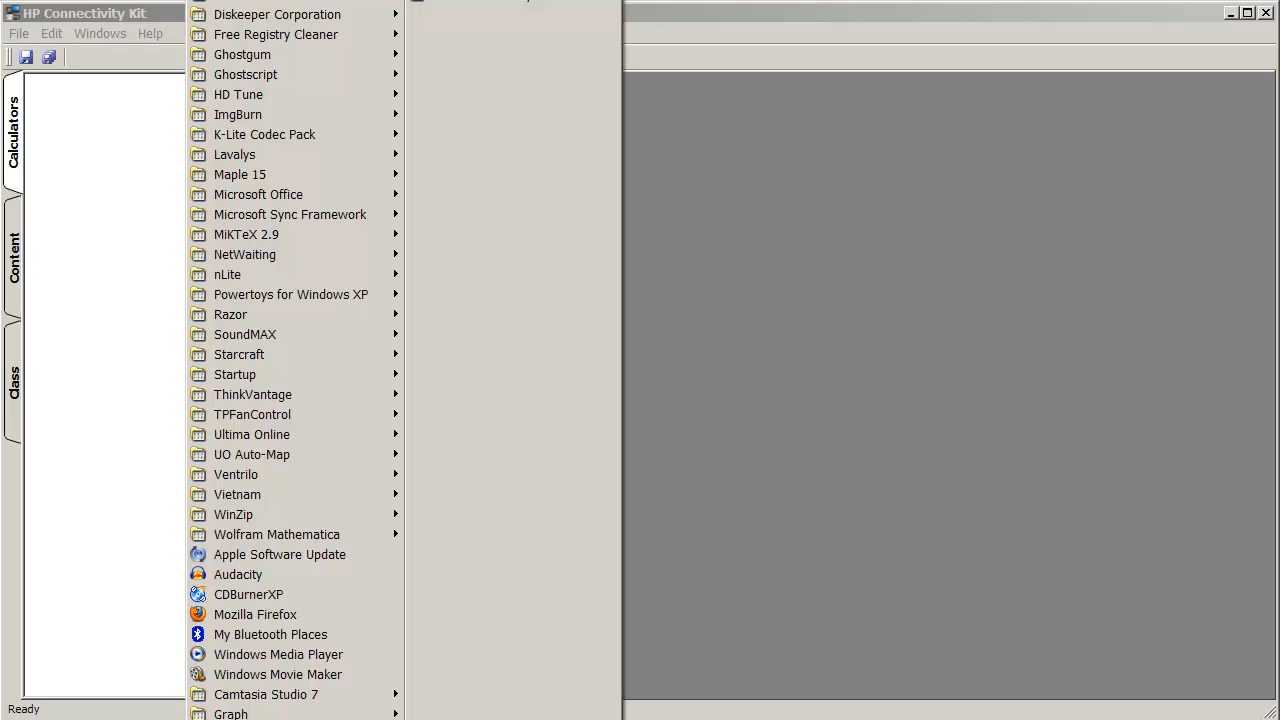 HP Connectivity Kit
File Edit Windows Help
Calculators
Content
Class
Diskeeper Corporation
Free Registry Cleaner
Ghostgum
Ghostscript
HD Tune
ImgBurn
K-Lite Codec Pack
Lavalys
Maple 15
Microsoft Office
Microsoft Sync Framework
MiKTeX 2.9
NetWaiting
nLite
Powertoys for Windows XP
Razor
SoundMAX
Starcraft
Startup
ThinkVantage
TPFanControl
Ultima Online
UO Auto-Map
Ventrilo
Vietnam
WinZip
Wolfram Mathematica
Apple Software Update
Audacity
CDBurnerXP
Mozilla Firefox
My Bluetooth Places
Windows Media Player
Windows Movie Maker
Camtasia Studio 7
Graph
Ready